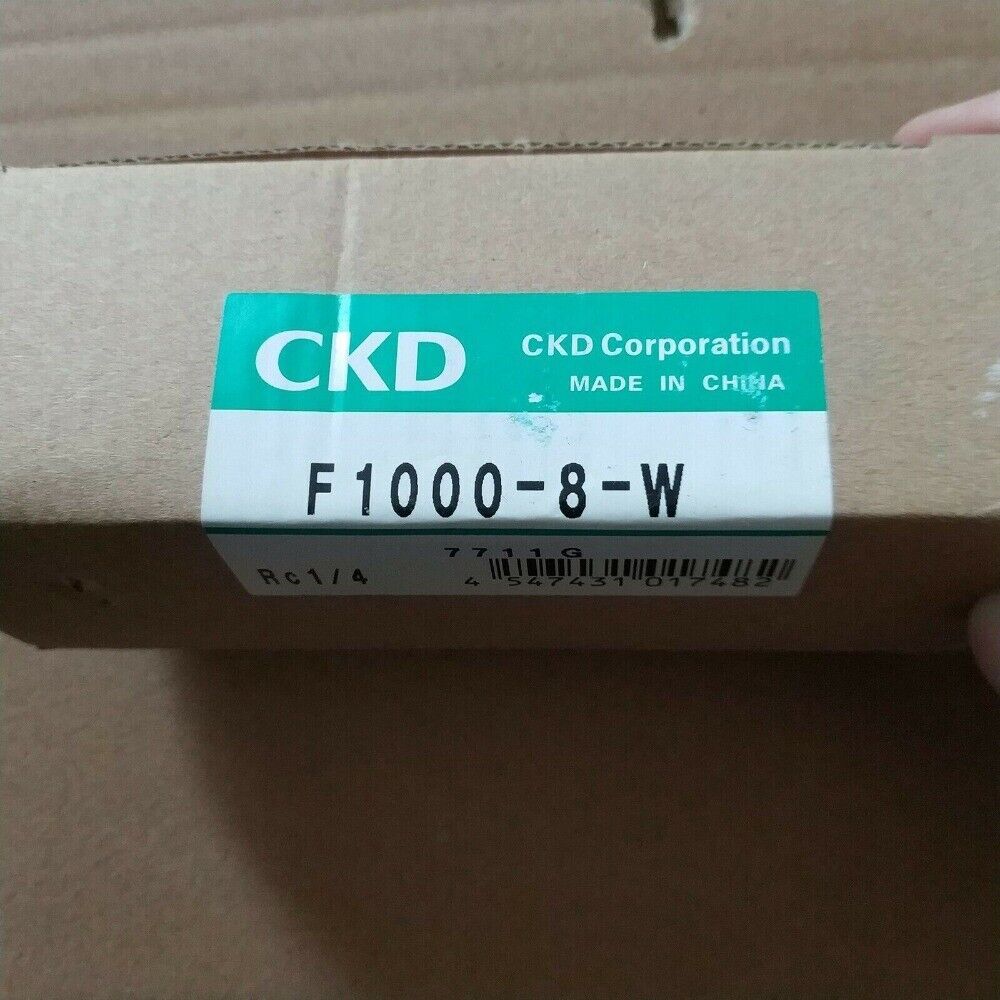 CKD
CKD Corporation
MADE IN CHINA
F1000-8-W
7711G
Rc1/4
4 547431 017482